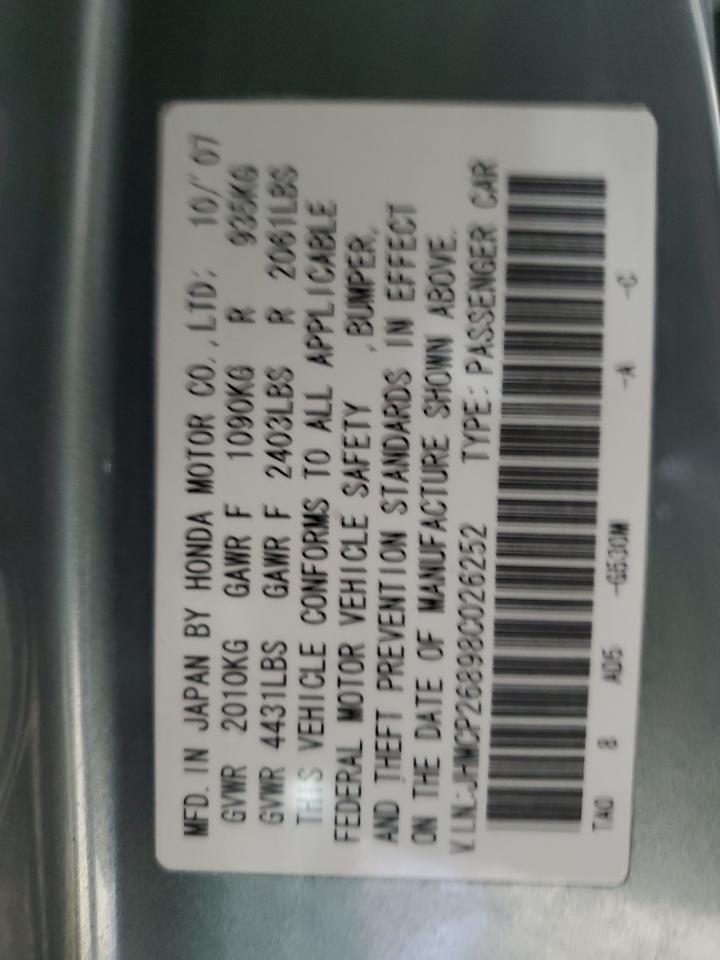 MFD. IN JAPAN BY HONDA MOTOR CO., LTD: 10/'07
GVWR 2010KG GAWR F 1090KG R 935KG
GVWR 4431LBS GAWR F 2403LBS R 2061LBS
THIS VEHICLE CONFORMS TO ALL APPLICABLE
FEDERAL MOTOR VEHICLE SAFETY , BUMPER,
AND THEFT PREVENTION STANDARDS IN EFFECT
ON THE DATE OF MANUFACTURE SHOWN ABOVE.
V.I.N.:JHMCP26898C026252 TYPE: PASSENGER CAR
TA0 8 AD5 -G530M -A -C